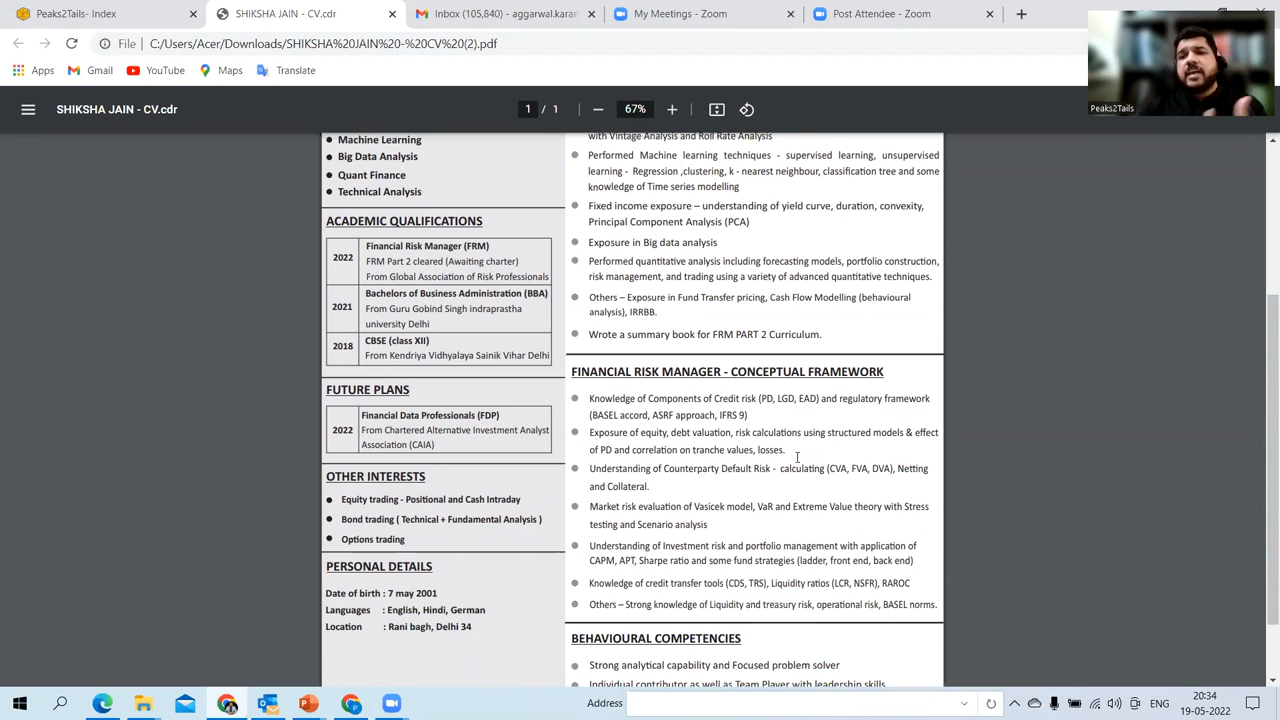 Peaks2Tails- Index
SHIKSHA JAIN - CV.cdr
Inbox (105,840) - aggarwal.karan
My Meetings - Zoom
Post Attendee - Zoom
File
C:/Users/Acer/Downloads/SHIKSHA%20JAIN%20-%20CV%20(2).pdf
Apps
Gmail
YouTube
Maps
Translate
Peaks2Tails
SHIKSHA JAIN - CV.cdr
1 / 1
67%
Machine Learning
Big Data Analysis
Quant Finance
Technical Analysis
ACADEMIC QUALIFICATIONS
2022
Financial Risk Manager (FRM)
FRM Part 2 cleared (Awaiting charter)
From Global Association of Risk Professionals
2021
Bachelors of Business Administration (BBA)
From Guru Gobind Singh indraprastha
university Delhi
2018
CBSE (class XII)
From Kendriya Vidhyalaya Sainik Vihar Delhi
FUTURE PLANS
2022
Financial Data Professionals (FDP)
From Chartered Alternative Investment Analyst
Association (CAIA)
OTHER INTERESTS
Equity trading - Positional and Cash Intraday
Bond trading ( Technical + Fundamental Analysis )
Options trading
PERSONAL DETAILS
Date of birth : 7 may 2001
Languages : English, Hindi, German
Location : Rani bagh, Delhi 34
with Vintage Analysis and Roll Rate Analysis
Performed Machine learning techniques - supervised learning, unsupervised
learning - Regression ,clustering, k - nearest neighbour, classification tree and some
knowledge of Time series modelling
Fixed income exposure – understanding of yield curve, duration, convexity,
Principal Component Analysis (PCA)
Exposure in Big data analysis
Performed quantitative analysis including forecasting models, portfolio construction,
risk management, and trading using a variety of advanced quantitative techniques.
Others – Exposure in Fund Transfer pricing, Cash Flow Modelling (behavioural
analysis), IRRBB.
Wrote a summary book for FRM PART 2 Curriculum.
FINANCIAL RISK MANAGER - CONCEPTUAL FRAMEWORK
Knowledge of Components of Credit risk (PD, LGD, EAD) and regulatory framework
(BASEL accord, ASRF approach, IFRS 9)
Exposure of equity, debt valuation, risk calculations using structured models & effect
of PD and correlation on tranche values, losses.
Understanding of Counterparty Default Risk - calculating (CVA, FVA, DVA), Netting
and Collateral.
Market risk evaluation of Vasicek model, VaR and Extreme Value theory with Stress
testing and Scenario analysis
Understanding of Investment risk and portfolio management with application of
CAPM, APT, Sharpe ratio and some fund strategies (ladder, front end, back end)
Knowledge of credit transfer tools (CDS, TRS), Liquidity ratios (LCR, NSFR), RAROC
Others – Strong knowledge of Liquidity and treasury risk, operational risk, BASEL norms.
BEHAVIOURAL COMPETENCIES
Strong analytical capability and Focused problem solver
Individual contributor as well as Team Player with leadership skills
Address
ENG
20:34
19-05-2022